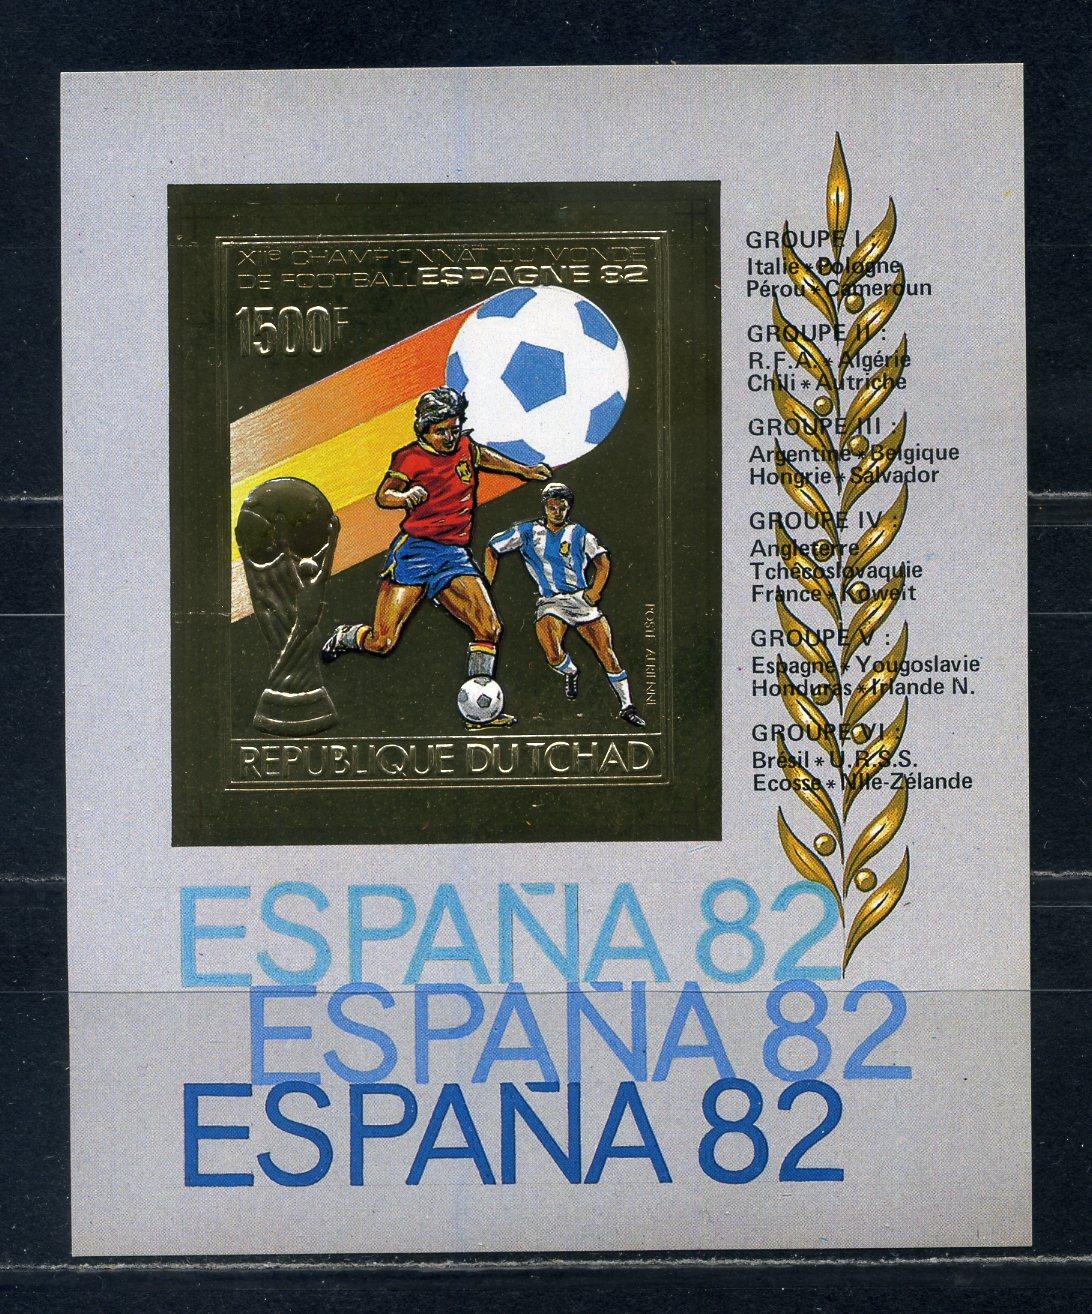 XIIe CHAMPIONNAT DU MONDE
DE FOOTBALL ESPAGNE 82
1500F
POSTE AERIENNE
REPUBLIQUE DU TCHAD
GROUPE I
Italie * Pologne
Pérou * Cameroun
GROUPE II :
R.F.A. * Algérie
Chili * Autriche
GROUPE III :
Argentine * Belgique
Hongrie * Salvador
GROUPE IV :
Angleterre
Tchécoslovaquie
France * Koweit
GROUPE V :
Espagne * Yougoslavie
Honduras * Irlande N.
GROUPE VI :
Brésil * U.R.S.S.
Ecosse * Nlle-Zélande
ESPAÑA 82
ESPAÑA 82
ESPAÑA 82